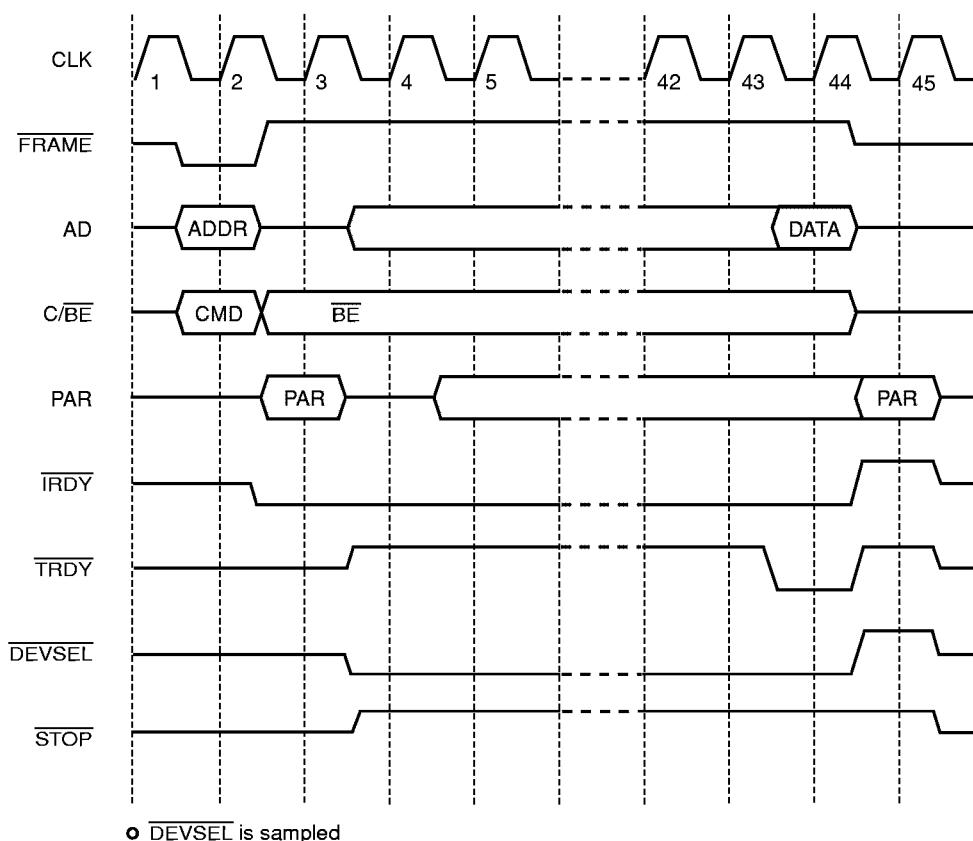 CLK
1 2 3 4 5 42 43 44 45
FRAME
AD ADDR DATA
C/BE CMD BE
PAR PAR PAR
IRDY
TRDY
DEVSEL
STOP
DEVSEL is sampled